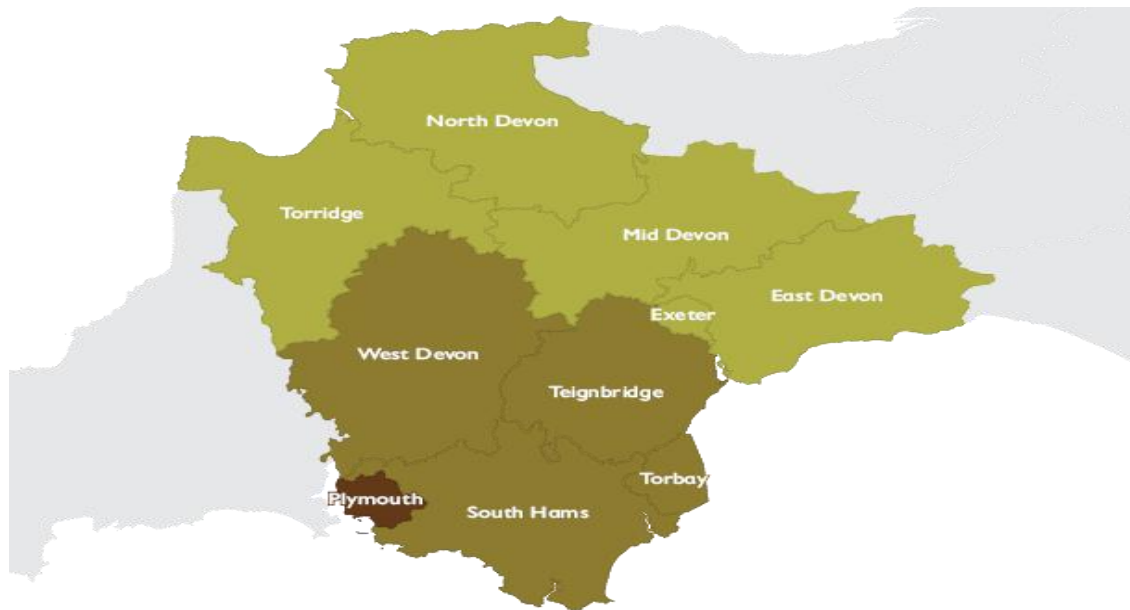 North Devon
Torridge
Mid Devon
East Devon
Exeter
West Devon
Teignbridge
Torbay
Plymouth
South Hams